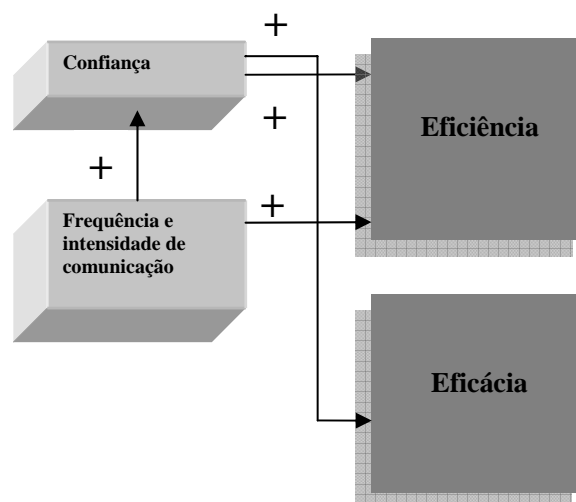 +
Confiança
Eficiência
+
+
+
Frequência e
intensidade de
comunicação
Eficácia